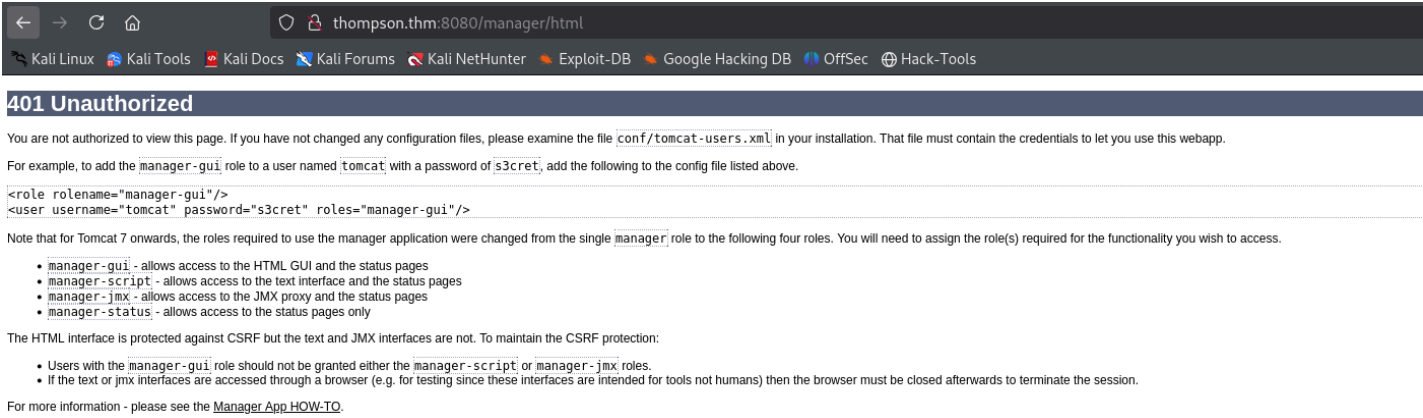 thompson.thm:8080/manager/html
Kali Linux Kali Tools Kali Docs Kali Forums Kali NetHunter Exploit-DB Google Hacking DB OffSec Hack-Tools
401 Unauthorized
You are not authorized to view this page. If you have not changed any configuration files, please examine the file conf/tomcat-users.xml in your installation. That file must contain the credentials to let you use this webapp.
For example, to add the manager-gui role to a user named tomcat with a password of s3cret, add the following to the config file listed above.
<role rolename="manager-gui"/>
<user username="tomcat" password="s3cret" roles="manager-gui"/>
Note that for Tomcat 7 onwards, the roles required to use the manager application were changed from the single manager role to the following four roles. You will need to assign the role(s) required for the functionality you wish to access.
• manager-gui - allows access to the HTML GUI and the status pages
• manager-script - allows access to the text interface and the status pages
• manager-jmx - allows access to the JMX proxy and the status pages
• manager-status - allows access to the status pages only
The HTML interface is protected against CSRF but the text and JMX interfaces are not. To maintain the CSRF protection:
• Users with the manager-gui role should not be granted either the manager-script or manager-jmx roles.
• If the text or jmx interfaces are accessed through a browser (e.g. for testing since these interfaces are intended for tools not humans) then the browser must be closed afterwards to terminate the session.
For more information - please see the Manager App HOW-TO.